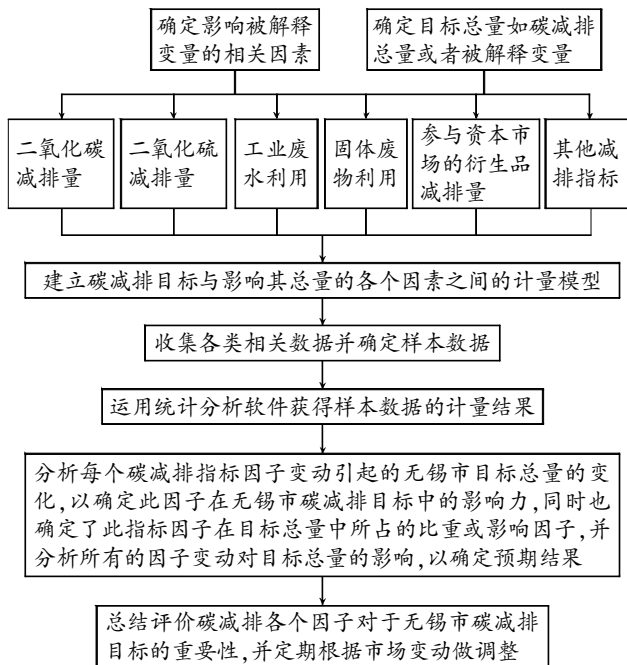 确定影响被解释
变量的相关因素
确定目标总量如碳减排
总量或者被解释变量
二氧化碳
减排量
二氧化硫
减排量
工业废
水利用
固体废
物利用
参与资本市
场的衍生品
减排量
其他减
排指标
建立碳减排目标与影响其总量的各个因素之间的计量模型
收集各类相关数据并确定样本数据
运用统计分析软件获得样本数据的计量结果
分析每个碳减排指标因子变动引起的无锡市目标总量的变
化,以确定此因子在无锡市碳减排目标中的影响力,同时也
确定了此指标因子在目标总量中所占的比重或影响因子,并
分析所有的因子变动对目标总量的影响,以确定预期结果
总结评价碳减排各个因子对于无锡市碳减排
目标的重要性,并定期根据市场变动做调整